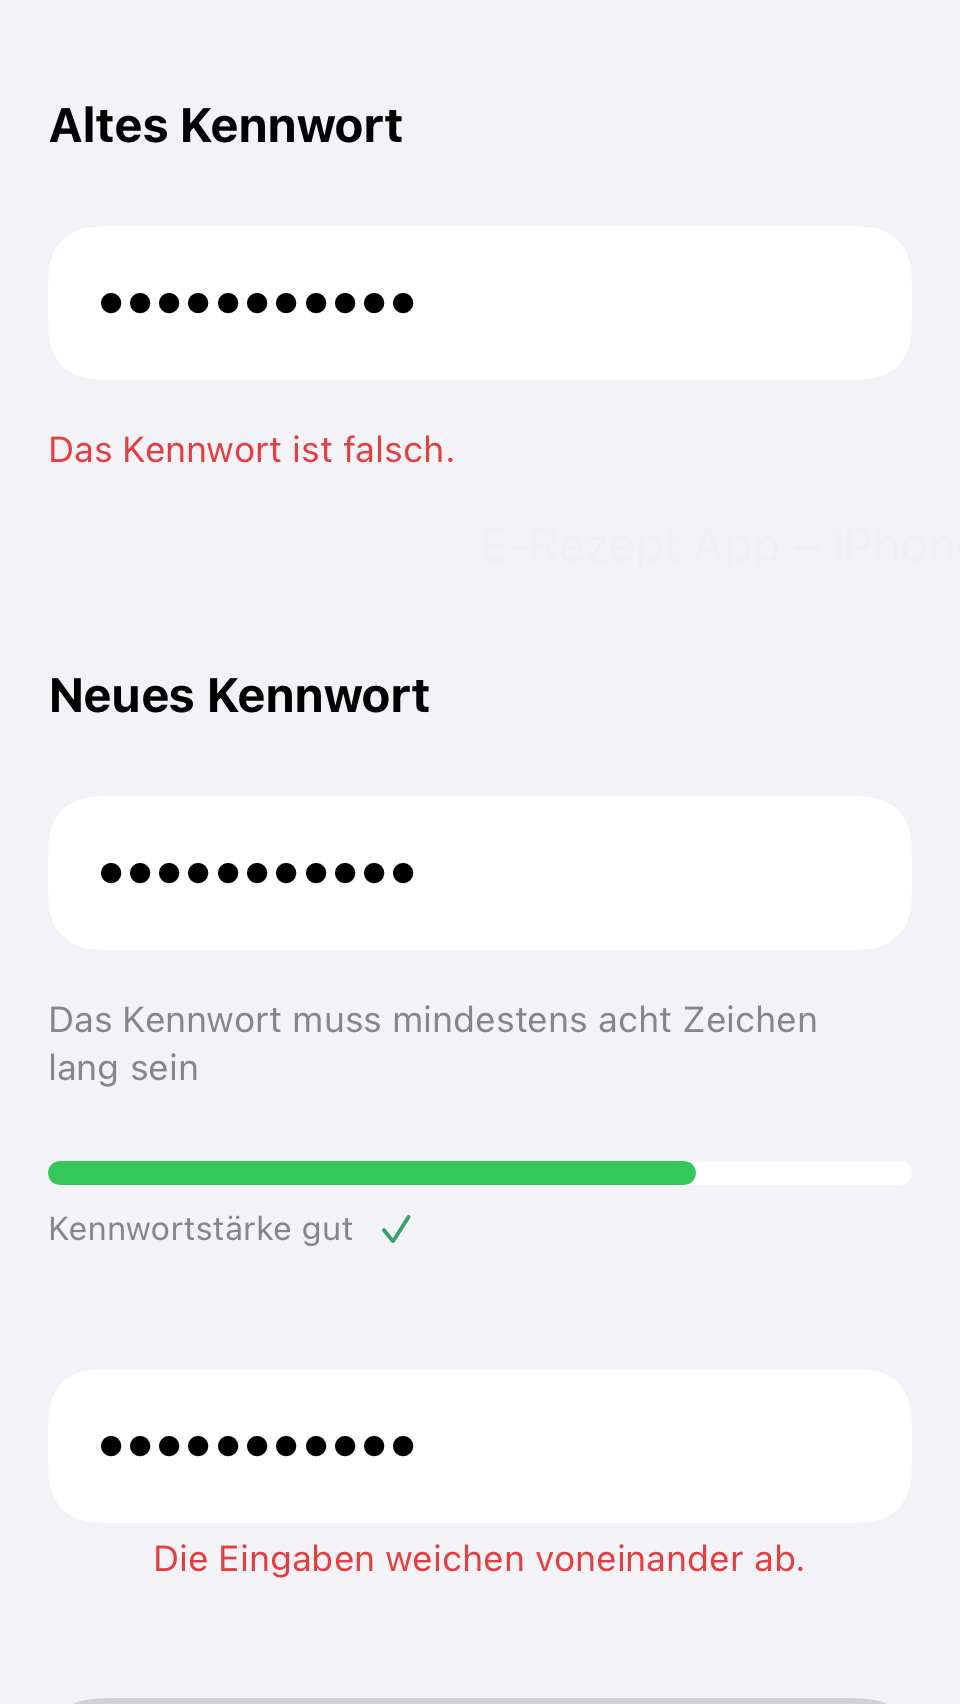 Altes Kennwort
•••••••••••
Das Kennwort ist falsch.
E-Rezept App – iPhone
Neues Kennwort
•••••••••••
Das Kennwort muss mindestens acht Zeichen
lang sein
Kennwortstärke gut ✓
•••••••••••
Die Eingaben weichen voneinander ab.